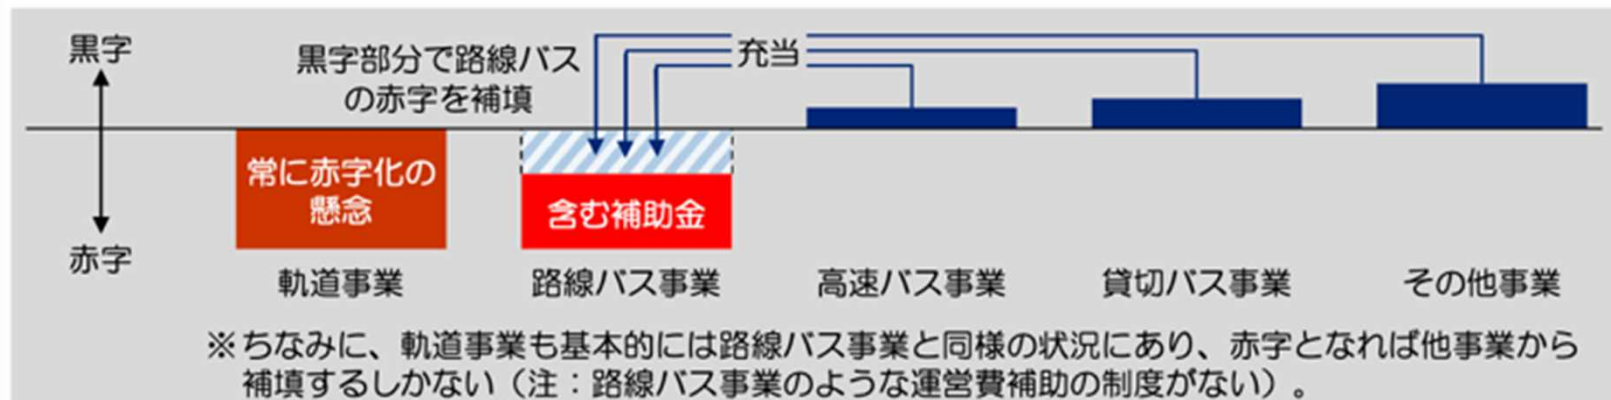 黒字
黒字部分で路線バス
の赤字を補填
充当
常に赤字化の
懸念
含む補助金
赤字
軌道事業
路線バス事業
高速バス事業
貸切バス事業
その他事業
※ちなみに、軌道事業も基本的には路線バス事業と同様の状況にあり、赤字となれば他事業から
補填するしかない（注：路線バス事業のような運営費補助の制度がない）。